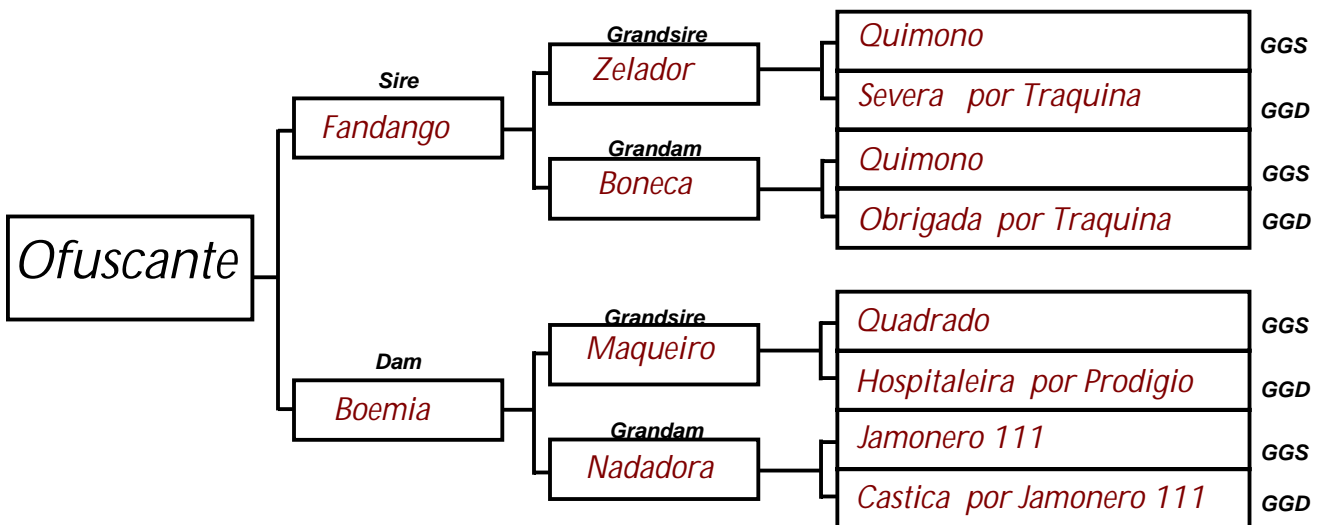 Ofuscante
Sire
Fandango
Dam
Boemia
Grandsire
Zelador
Grandam
Boneca
Grandsire
Maqueiro
Grandam
Nadadora
Quimono GGS
Severa por Traquina GGD
Quimono GGS
Obrigada por Traquina GGD
Quadrado GGS
Hospitaleira por Prodigio GGD
Jamonero 111 GGS
Castica por Jamonero 111 GGD